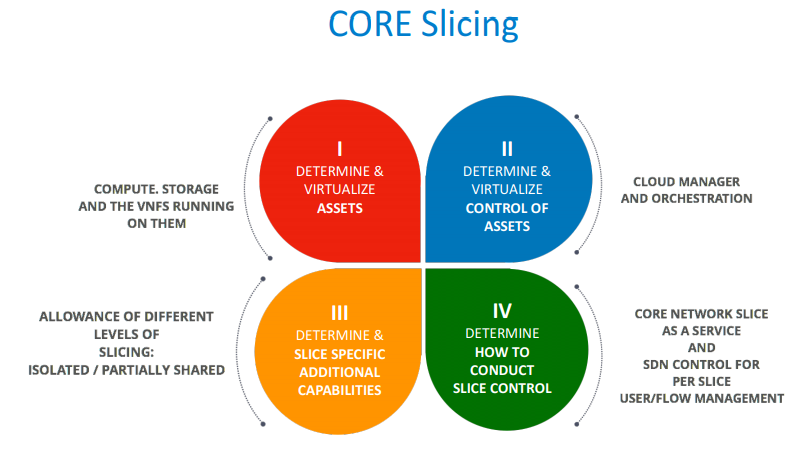 CORE Slicing
I
DETERMINE &
VIRTUALIZE
ASSETS
COMPUTE. STORAGE
AND THE VNFS RUNNING
ON THEM
II
DETERMINE &
VIRTUALIZE
CONTROL OF
ASSETS
CLOUD MANAGER
AND ORCHESTRATION
III
DETERMINE &
SLICE SPECIFIC
ADDITIONAL
CAPABILITIES
ALLOWANCE OF DIFFERENT
LEVELS OF
SLICING:
ISOLATED / PARTIALLY SHARED
IV
DETERMINE
HOW TO
CONDUCT
SLICE CONTROL
CORE NETWORK SLICE
AS A SERVICE
AND
SDN CONTROL FOR
PER SLICE
USER/FLOW MANAGEMENT